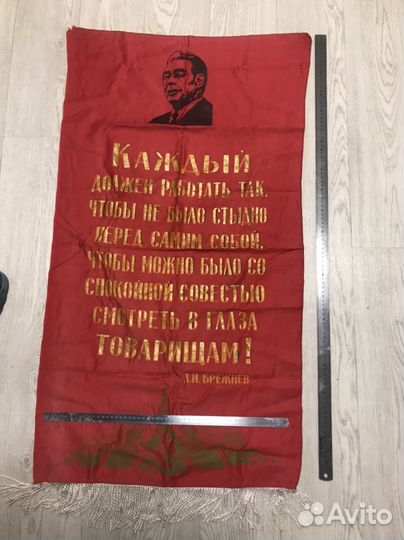 Каждый
должен работать так,
чтобы не было стыдно
перед самим собой,
чтобы можно было со
спокойной совестью
смотреть в глаза
товарищам!
Л.И. Брежнев
Avito